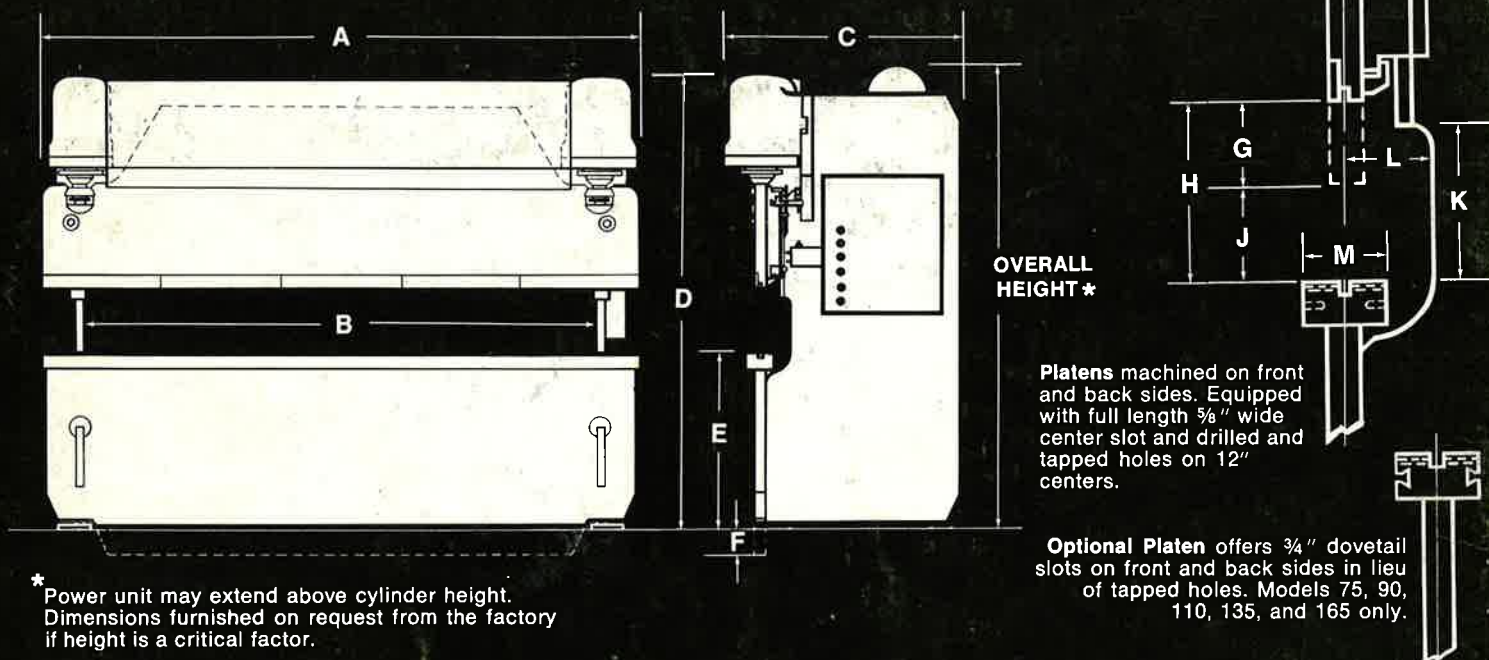 A
C
G
L
H
K
J
M
D
OVERALL
HEIGHT*
B
E
F
Platens machined on front
and back sides. Equipped
with full length ⅝" wide
center slot and drilled and
tapped holes on 12"
centers.
Optional Platen offers ¾" dovetail
slots on front and back sides in lieu
of tapped holes. Models 75, 90,
110, 135, and 165 only.
*
Power unit may extend above cylinder height.
Dimensions furnished on request from the factory
if height is a critical factor.